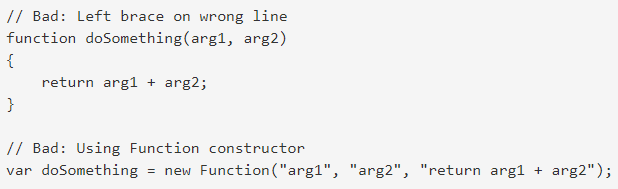 // Bad: Left brace on wrong line
function doSomething(arg1, arg2)
{
    return arg1 + arg2;
}

// Bad: Using Function constructor
var doSomething = new Function("arg1", "arg2", "return arg1 + arg2");